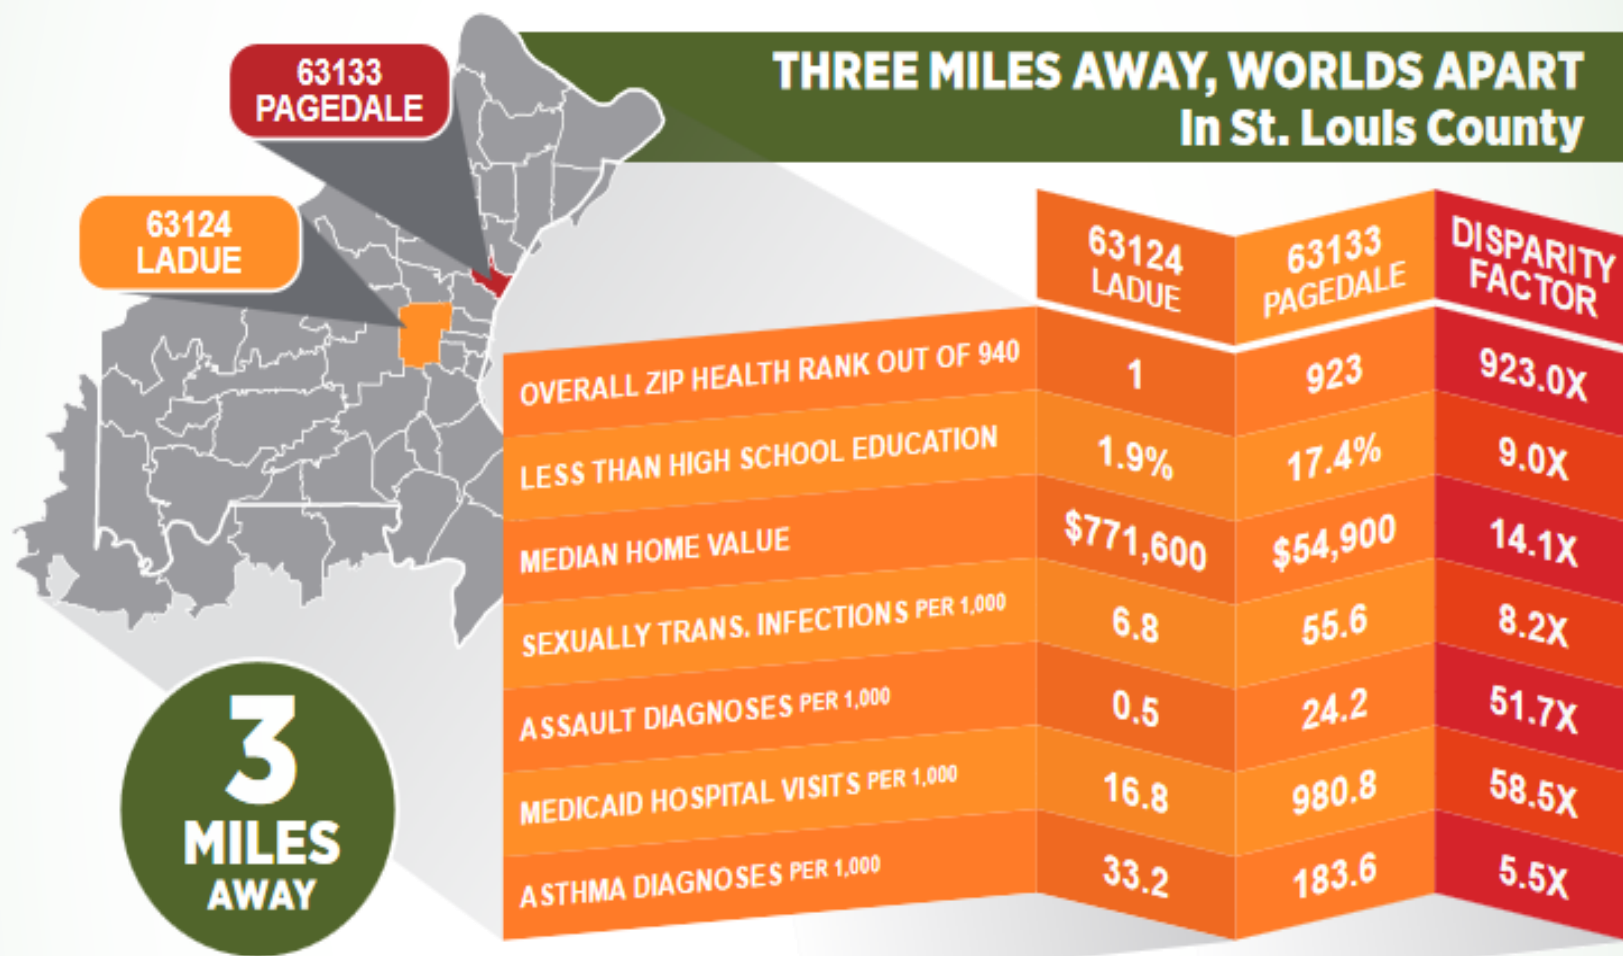 THREE MILES AWAY, WORLDS APART
In St. Louis County
63133
PAGEDALE
63124
LADUE
63124
LADUE
63133
PAGEDALE
DISPARITY
FACTOR
OVERALL ZIP HEALTH RANK OUT OF 940 1 923 923.0X
LESS THAN HIGH SCHOOL EDUCATION 1.9% 17.4% 9.0X
MEDIAN HOME VALUE $771,600 $54,900 14.1X
SEXUALLY TRANS. INFECTIONS PER 1,000 6.8 55.6 8.2X
ASSAULT DIAGNOSES PER 1,000 0.5 24.2 51.7X
MEDICAID HOSPITAL VISITS PER 1,000 16.8 980.8 58.5X
ASTHMA DIAGNOSES PER 1,000 33.2 183.6 5.5X
3
MILES
AWAY